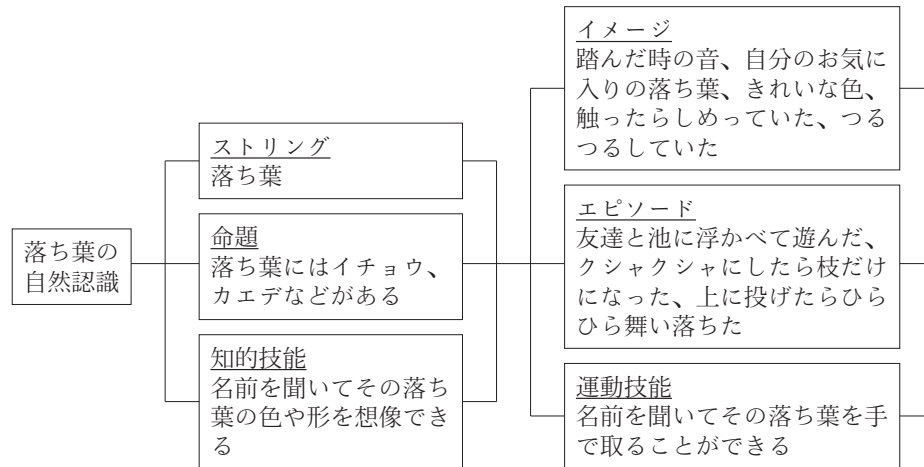 落ち葉の
自然認識
ストリング
落ち葉
命題
落ち葉にはイチョウ、
カエデなどがある
知的技能
名前を聞いてその落ち
葉の色や形を想像でき
る
イメージ
踏んだ時の音、自分のお気に
入りの落ち葉、きれいな色、
触ったらしめっていた、つる
つるしていた
エピソード
友達と池に浮かべて遊んだ、
クシャクシャにしたら枝だけ
になった、上に投げたらひら
ひら舞い落ちた
運動技能
名前を聞いてその落ち葉を手
で取ることができる